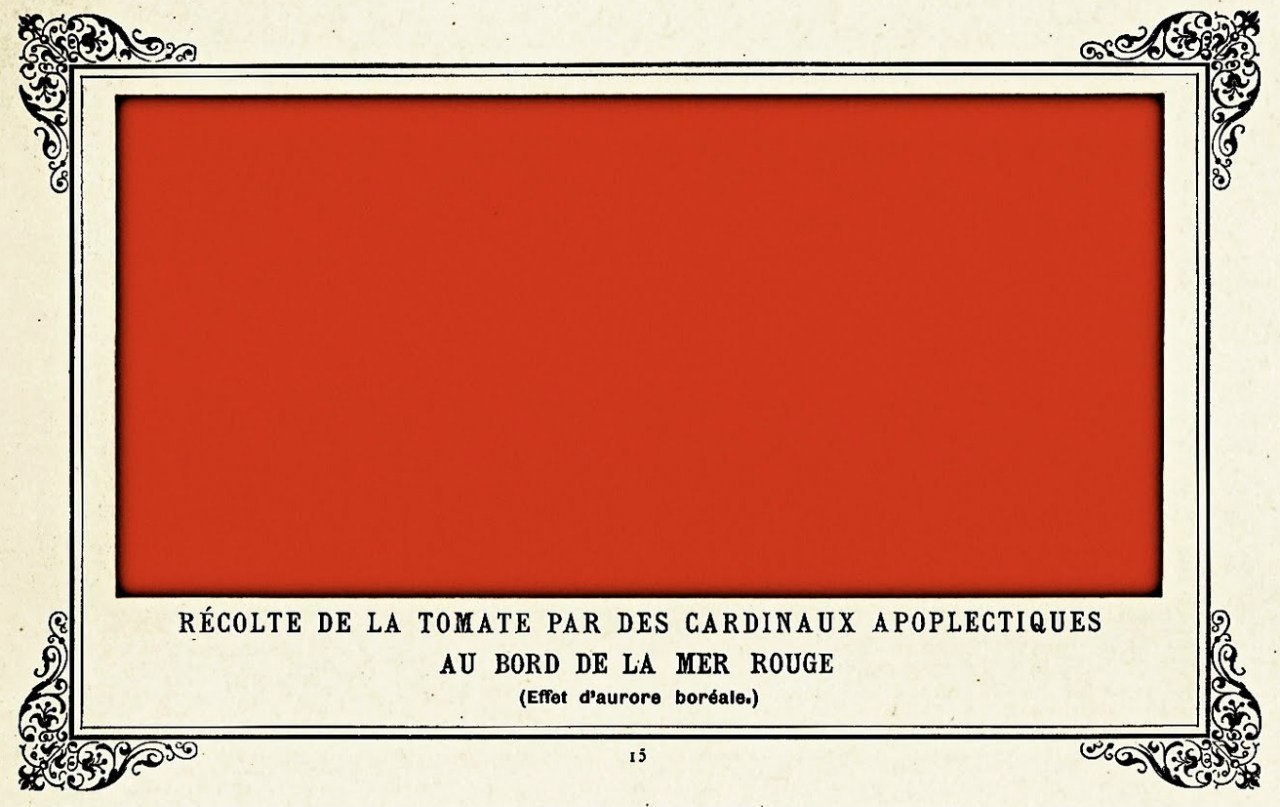 RÉCOLTE DE LA TOMATE PAR DES CARDINAUX APOPLECTIQUES
AU BORD DE LA MER ROUGE
(Effet d'aurore boréale.)
15